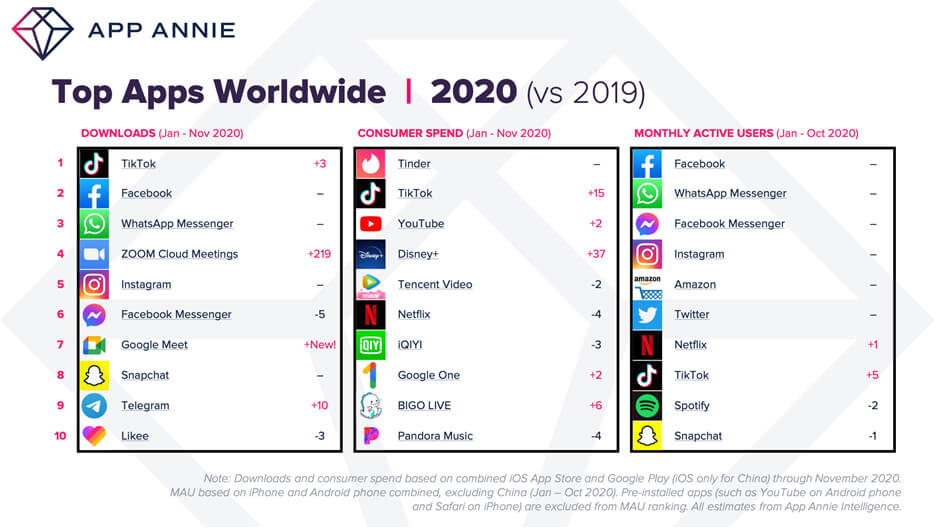 APP ANNIE
Top Apps Worldwide | 2020 (vs 2019)
DOWNLOADS (Jan - Nov 2020) CONSUMER SPEND (Jan - Nov 2020) MONTHLY ACTIVE USERS (Jan - Oct 2020)
1 TikTok +3 Tinder – Facebook –
2 Facebook – TikTok +15 WhatsApp Messenger –
3 WhatsApp Messenger – YouTube +2 Facebook Messenger –
4 ZOOM Cloud Meetings +219 Disney+ Disney+ +37 Instagram –
5 Instagram – Tencent Video -2 amazon Amazon –
6 Facebook Messenger -5 N Netflix -4 Twitter –
7 Google Meet +New! QIY iQIYI -3 N Netflix +1
8 Snapchat – 1 Google One +2 TikTok +5
9 Telegram +10 BIGO LIVE +6 Spotify -2
10 Likee -3 P Pandora Music -4 Snapchat -1
Note: Downloads and consumer spend based on combined iOS App Store and Google Play (iOS only for China) through November 2020.
MAU based on iPhone and Android phone combined, excluding China (Jan – Oct 2020). Pre-installed apps (such as YouTube on Android phone
and Safari on iPhone) are excluded from MAU ranking. All estimates from App Annie Intelligence.